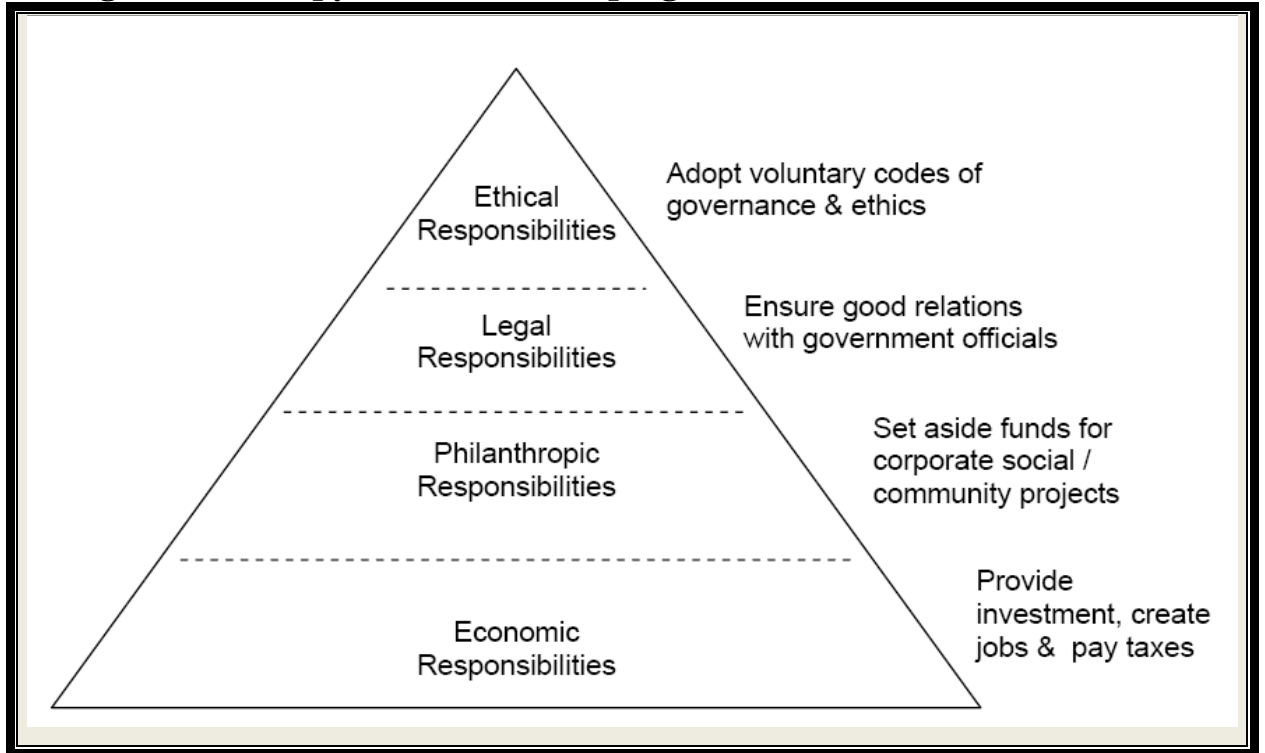 Ethical
Responsibilities
Adopt voluntary codes of
governance & ethics
Legal
Responsibilities
Ensure good relations
with government officials
Philanthropic
Responsibilities
Set aside funds for
corporate social /
community projects
Economic
Responsibilities
Provide
investment, create
jobs & pay taxes